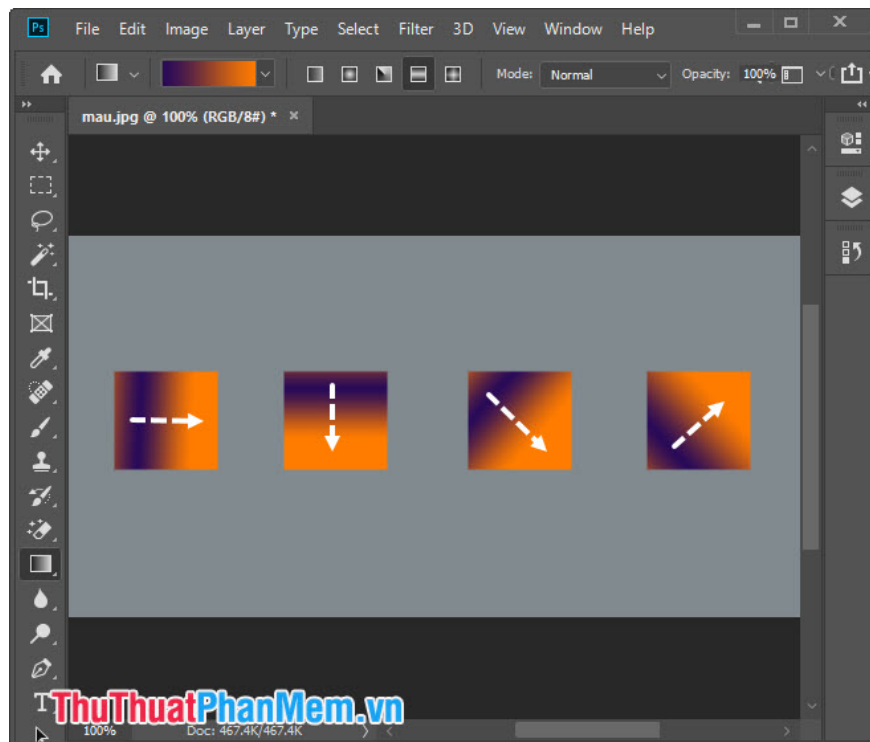 Ps File Edit Image Layer Type Select Filter 3D View Window Help
Mode: Normal Opacity: 100%
mau.jpg @ 100% (RGB/8#) * ×
T
ThuThuatPhanMem.vn
100% Doc: 467.4K/467.4K